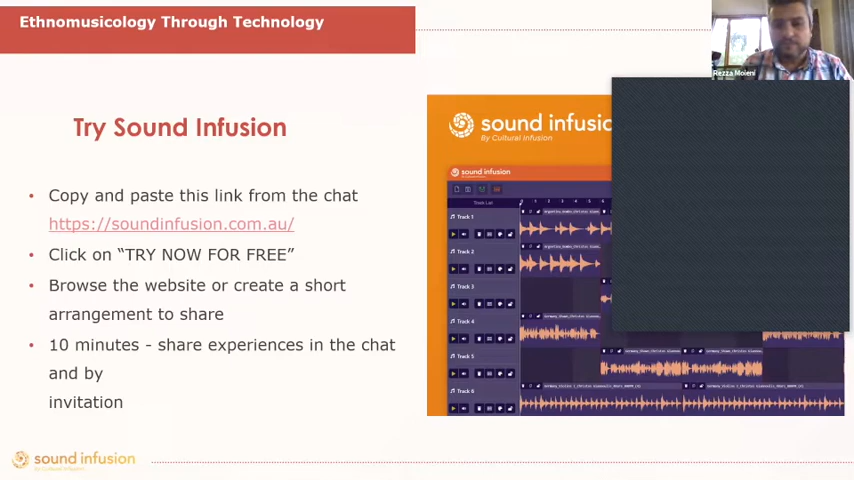 Ethnomusicology Through Technology
Rezza Moieni
Try Sound Infusion
sound infusio
By Cultural Infusion
sound infusion
Track List
Track 1
Track 2
Track 3
Track 4
Track 5
Track 6
• Copy and paste this link from the chat
https://soundinfusion.com.au/
• Click on “TRY NOW FOR FREE”
• Browse the website or create a short
arrangement to share
• 10 minutes - share experiences in the chat
and by
invitation
sound infusion
By Cultural Infusion